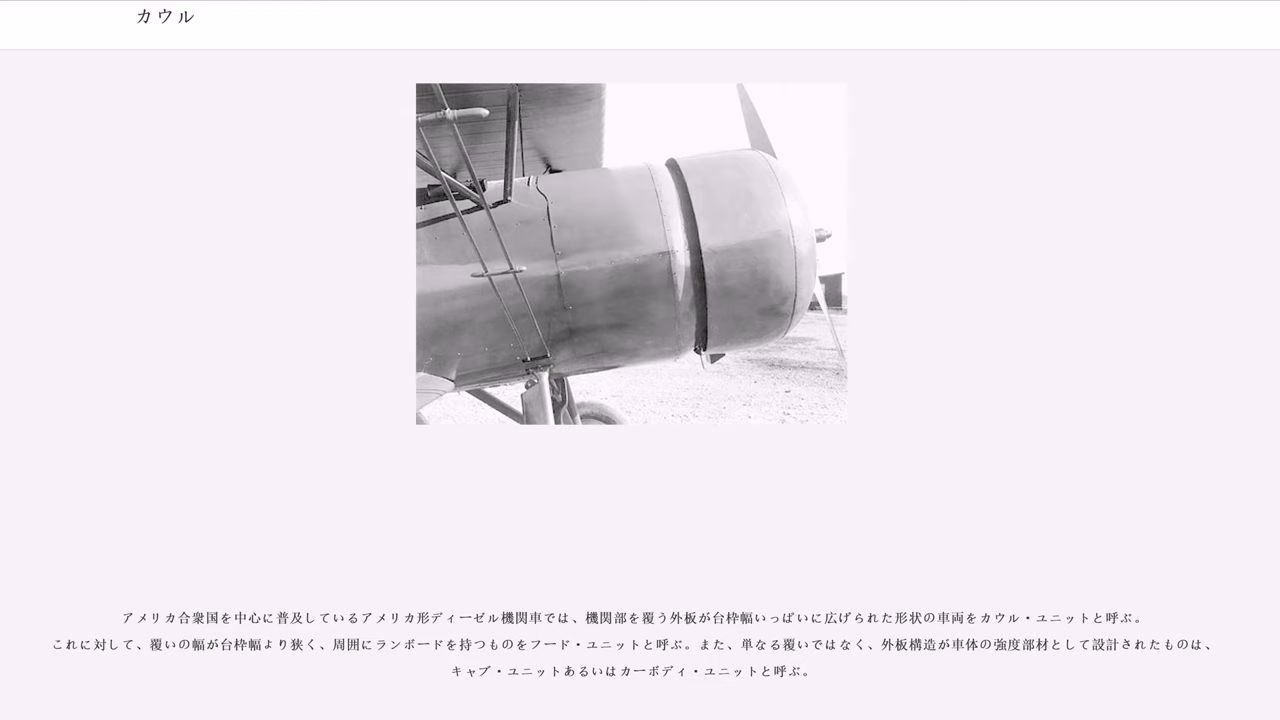 カウル
アメリカ合衆国を中心に普及しているアメリカ形ディーゼル機関車では、機関部を覆う外板が台枠幅いっぱいに広げられた形状の車両をカウル・ユニットと呼ぶ。
これに対して、覆いの幅が台枠幅より狭く、周囲にランボードを持つものをフード・ユニットと呼ぶ。また、単なる覆いではなく、外板構造が車体の強度部材として設計されたものは、
キャブ・ユニットあるいはカーボディ・ユニットと呼ぶ。